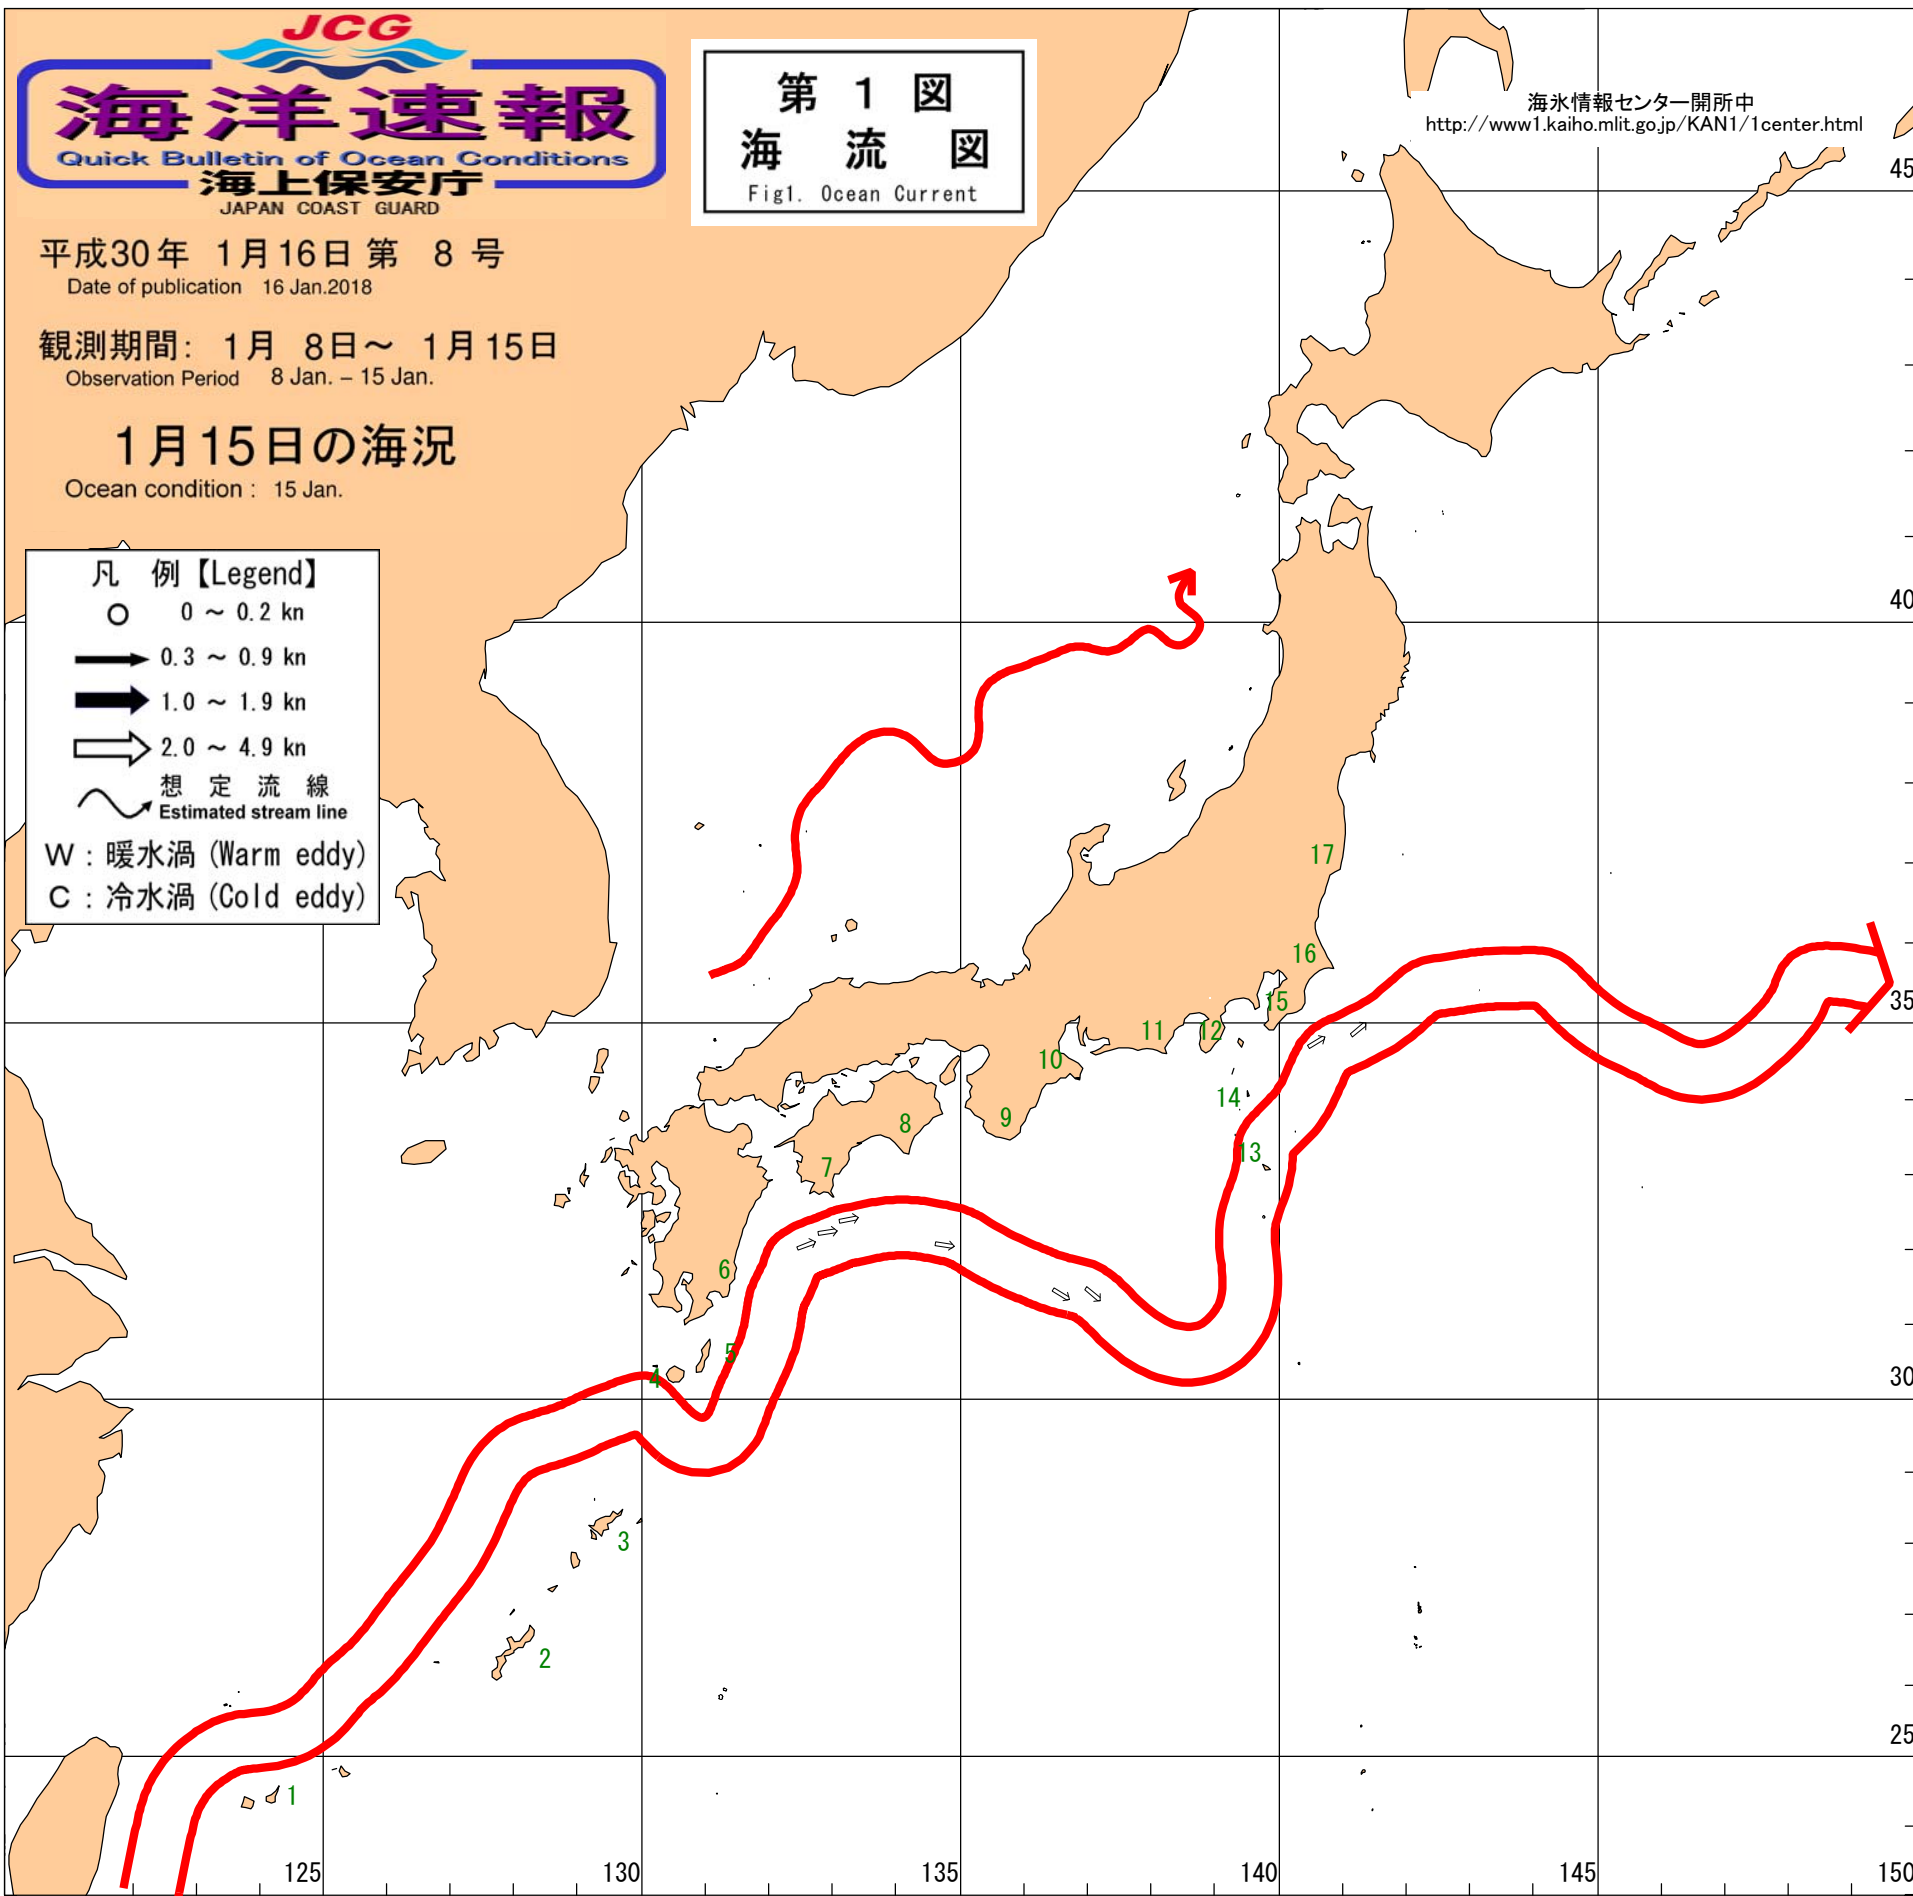 JCG
海洋速報
Quick Bulletin of Ocean Conditions
海上保安庁
JAPAN COAST GUARD
平成30年 1月16日 第 8 号
Date of publication 16 Jan.2018
観測期間: 1月 8日～ 1月15日
Observation Period 8 Jan. – 15 Jan.
1月15日の海況
Ocean condition : 15 Jan.
第 1 図
海 流 図
Fig1. Ocean Current
海氷情報センター開所中
http://www1.kaiho.mlit.go.jp/KAN1/1center.html
凡 例【Legend】
0 ～ 0.2 kn
0.3 ～ 0.9 kn
1.0 ～ 1.9 kn
2.0 ～ 4.9 kn
想 定 流 線
Estimated stream line
W : 暖水渦 (Warm eddy)
C : 冷水渦 (Cold eddy)
45
40
17
16
35
15
11
12
10
14
9
8
13
7
6
5
4
30
3
2
25
1
125
130
135
140
145
150